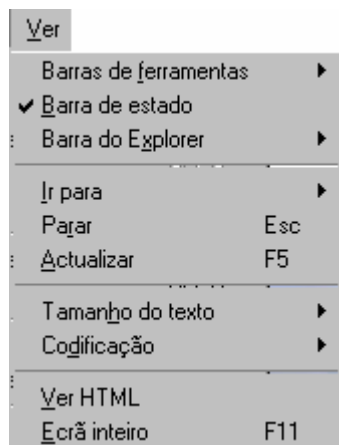 Ver
Barras de ferramentas
Barra de estado
Barra do Explorer
Ir para
Parar Esc
Actualizar F5
Tamanho do texto
Codificação
Ver HTML
Ecrã inteiro F11